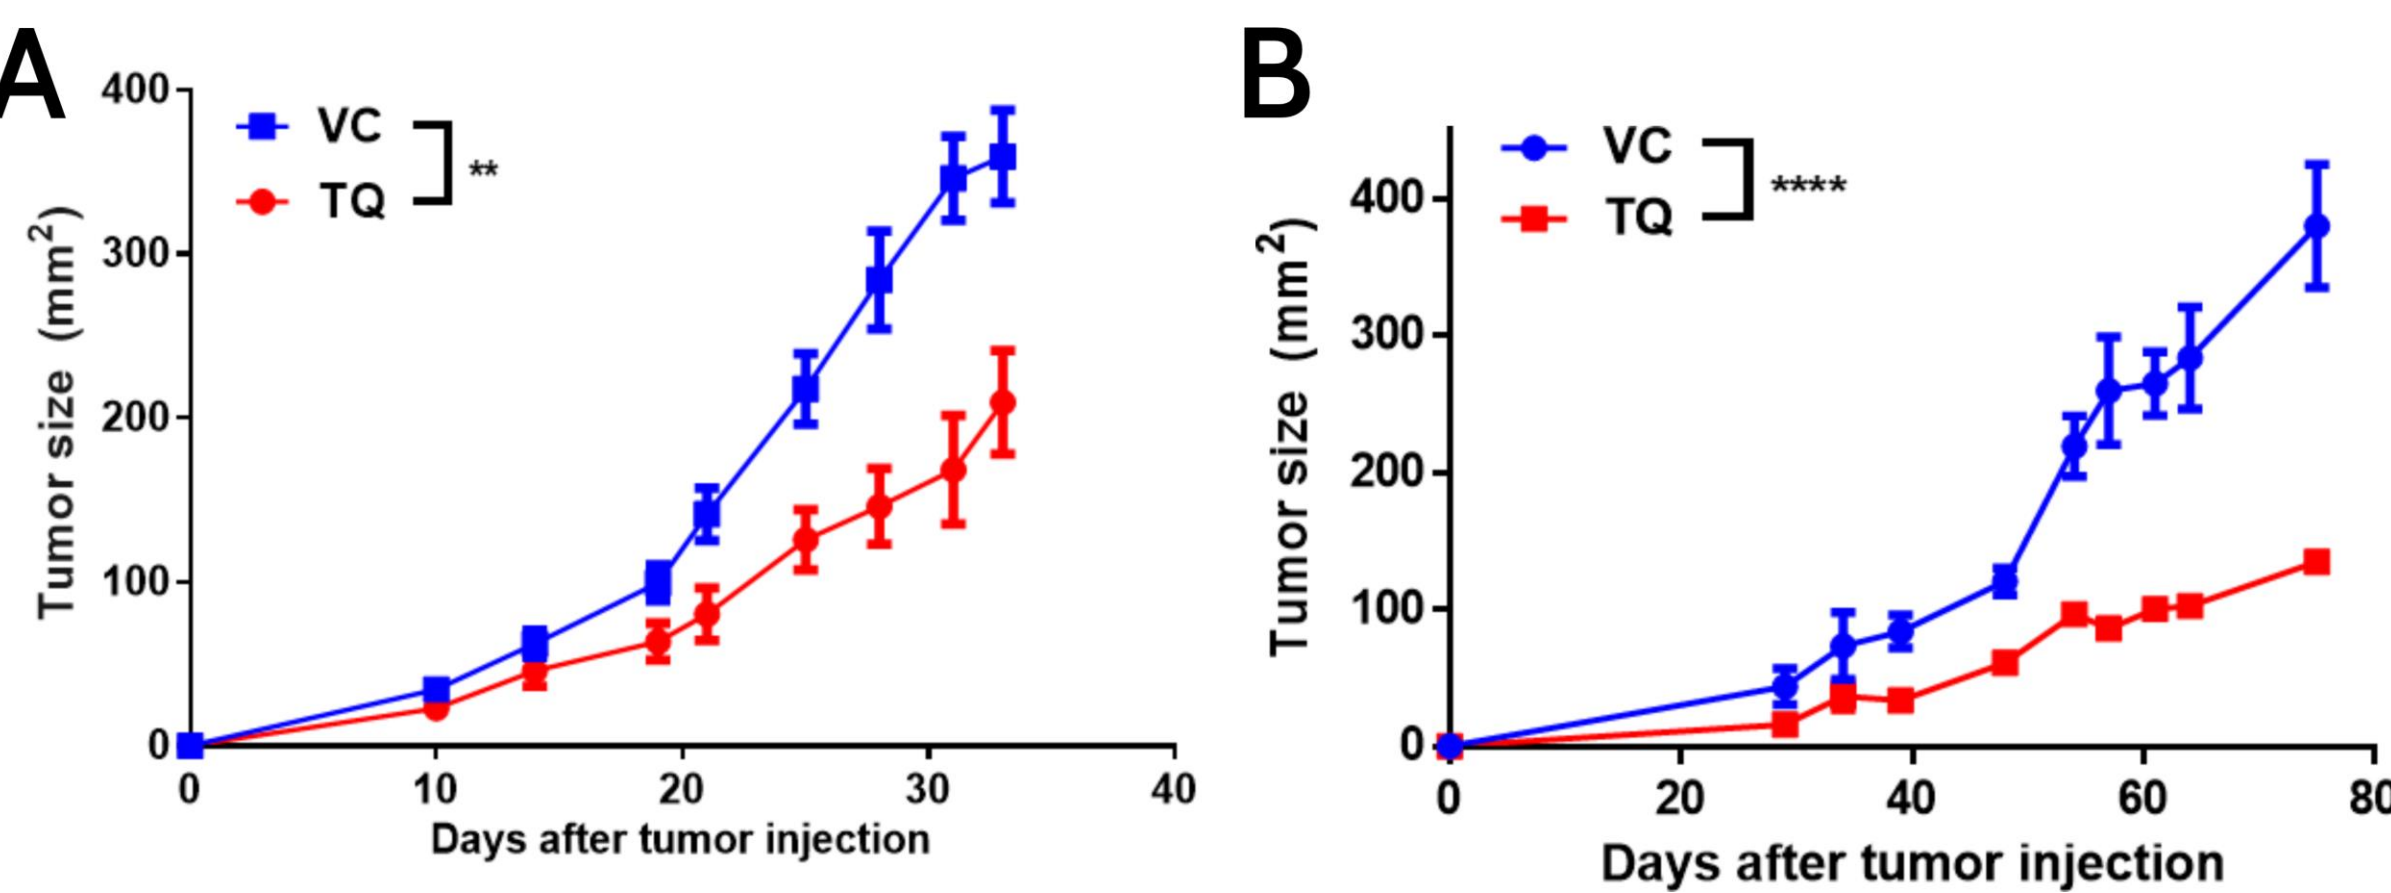 A
400
300
200
100
0
VC
TQ
**
Tumor size (mm²)
0 10 20 30 40
Days after tumor injection
B
400
300
200
100
0
VC
TQ
****
Tumor size (mm²)
0 20 40 60 80
Days after tumor injection